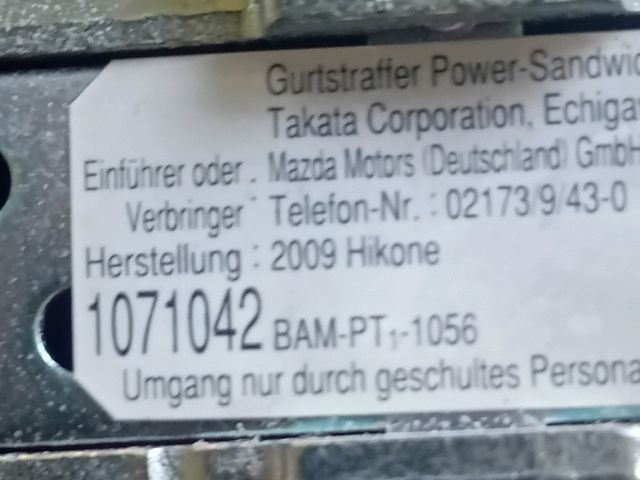 Gurtstraffer Power-Sandwic
Takata Corporation, Echiga
Einführer oder . Mazda Motors (Deutschland) GmbH
Verbringer Telefon-Nr. : 02173/9/43-0
Herstellung : 2009 Hikone
1071042 BAM-PT₁-1056
Umgang nur durch geschultes Persona